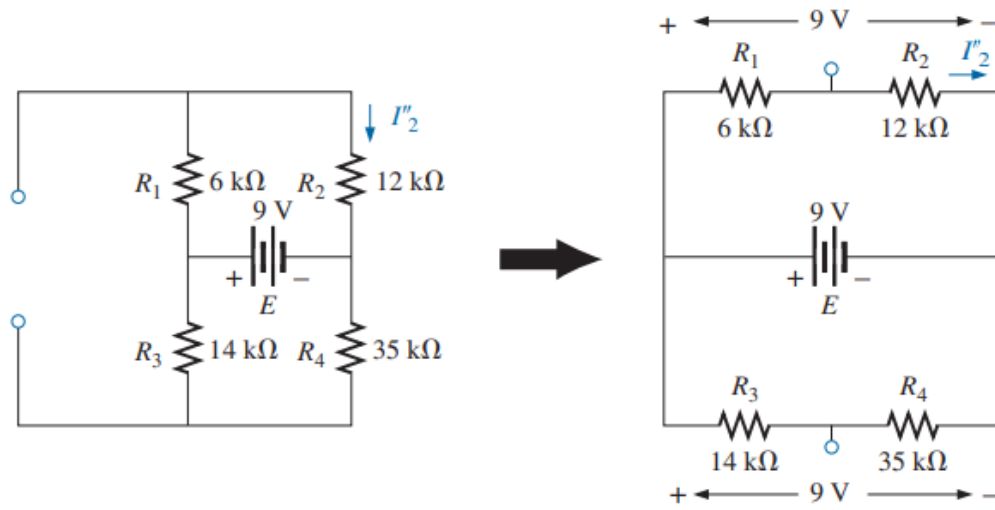 I″₂
R₁ 6 kΩ R₂ 12 kΩ
9 V
+ −
E
R₃ 14 kΩ R₄ 35 kΩ
+ 9 V −
R₁ R₂ I″₂
6 kΩ 12 kΩ
9 V
+ −
E
R₃ R₄
14 kΩ 35 kΩ
+ 9 V −